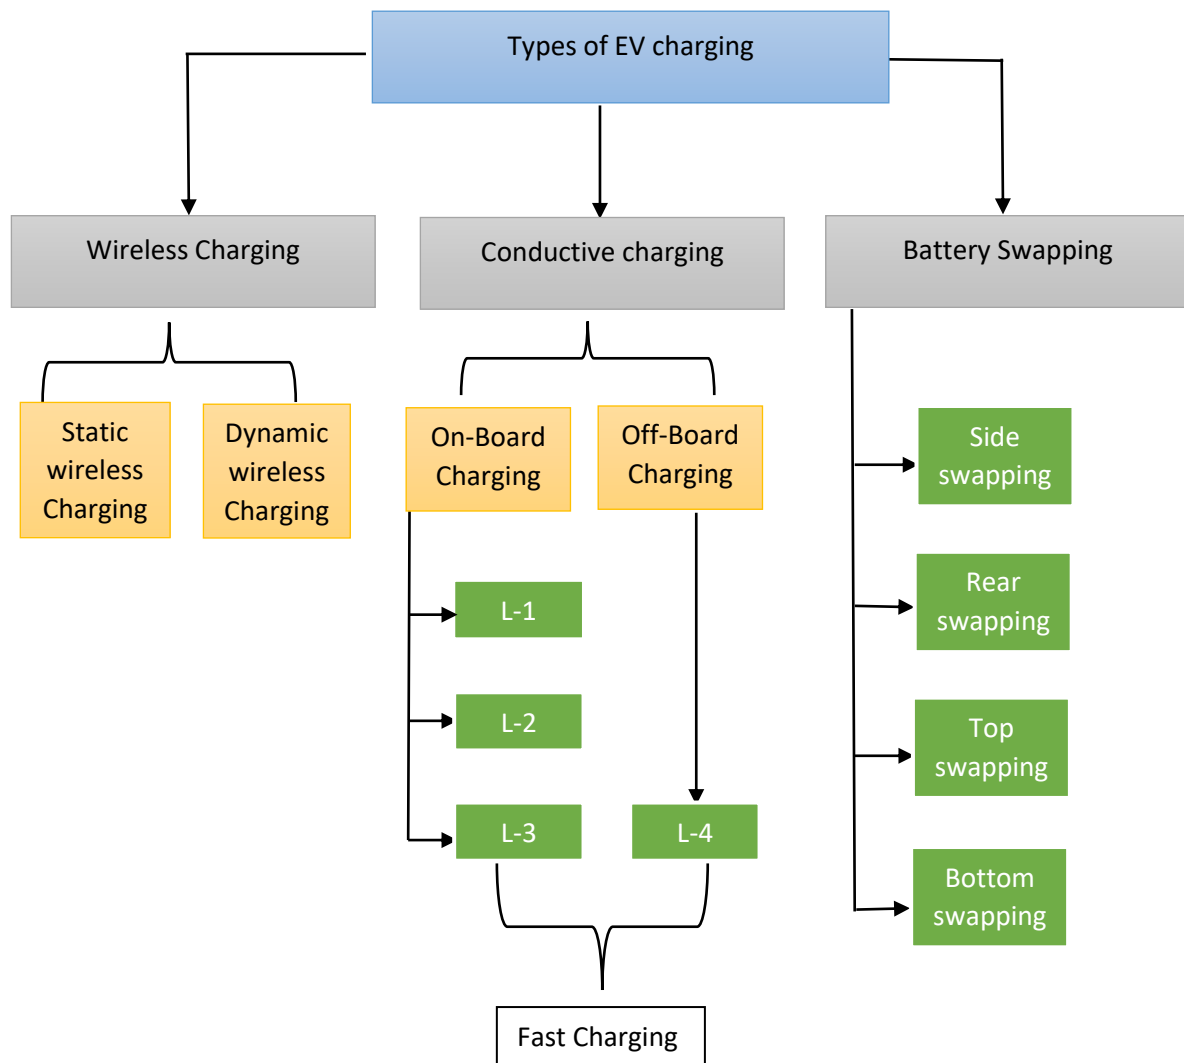 Types of EV charging
Wireless Charging
Conductive charging
Battery Swapping
Static
wireless
Charging
Dynamic
wireless
Charging
On-Board
Charging
Off-Board
Charging
Side
swapping
L-1
Rear
swapping
L-2
Top
swapping
L-3
L-4
Bottom
swapping
Fast Charging